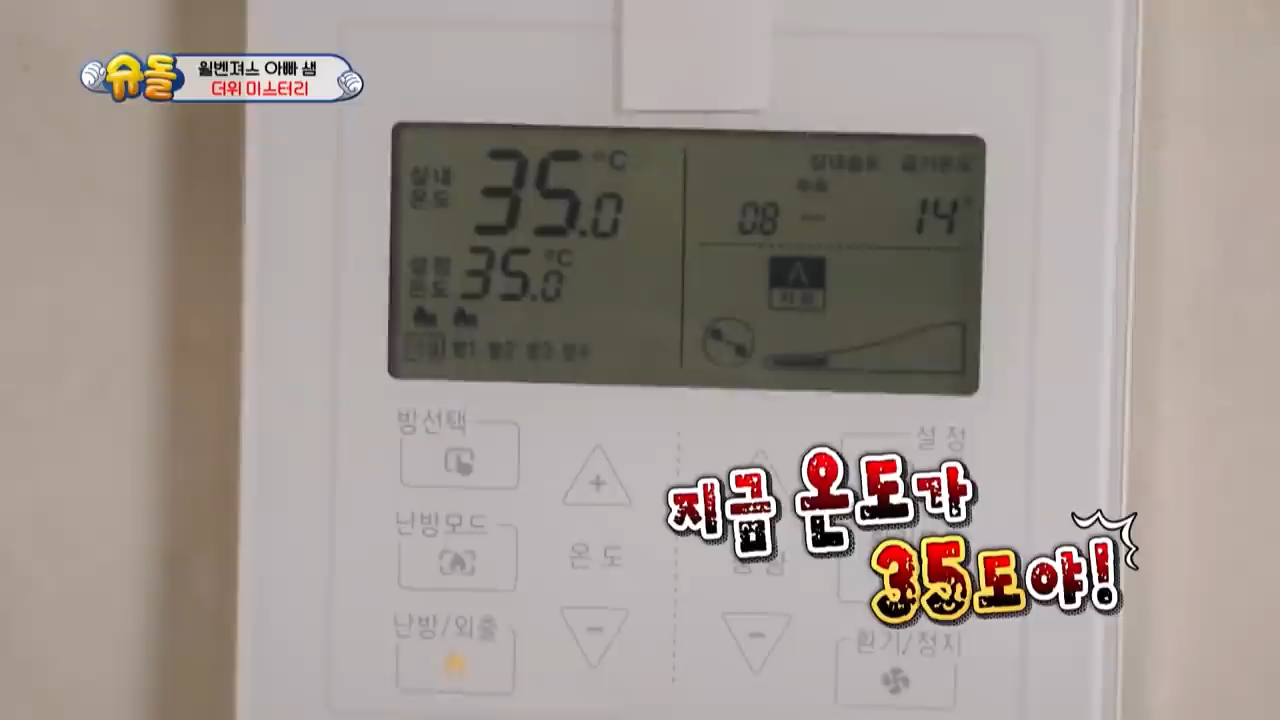 슈돌
윌벤져스 아빠 샘
더위 미스터리
실내
온도
35.0 °C
08
14°
설정
온도
35.0 °C
방선택
설정
난방모드
온도
난방/외출
환기/정지
지금 온도가
35도야!